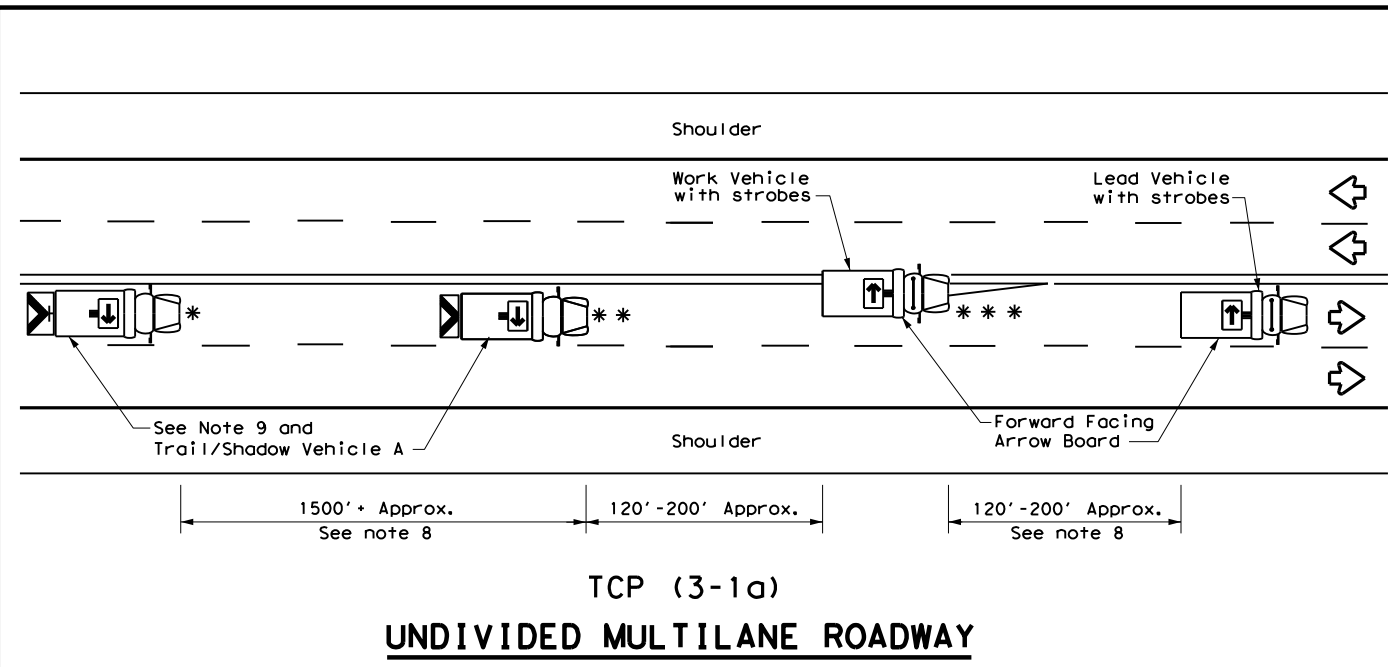 Shoulder
Work Vehicle
with strobes
Lead Vehicle
with strobes
*
* *
* * *
See Note 9 and
Trail/Shadow Vehicle A
Shoulder
Forward Facing
Arrow Board
1500'+ Approx.
See note 8
120'-200' Approx.
120'-200' Approx.
See note 8
TCP (3-1a)
UNDIVIDED MULTILANE ROADWAY